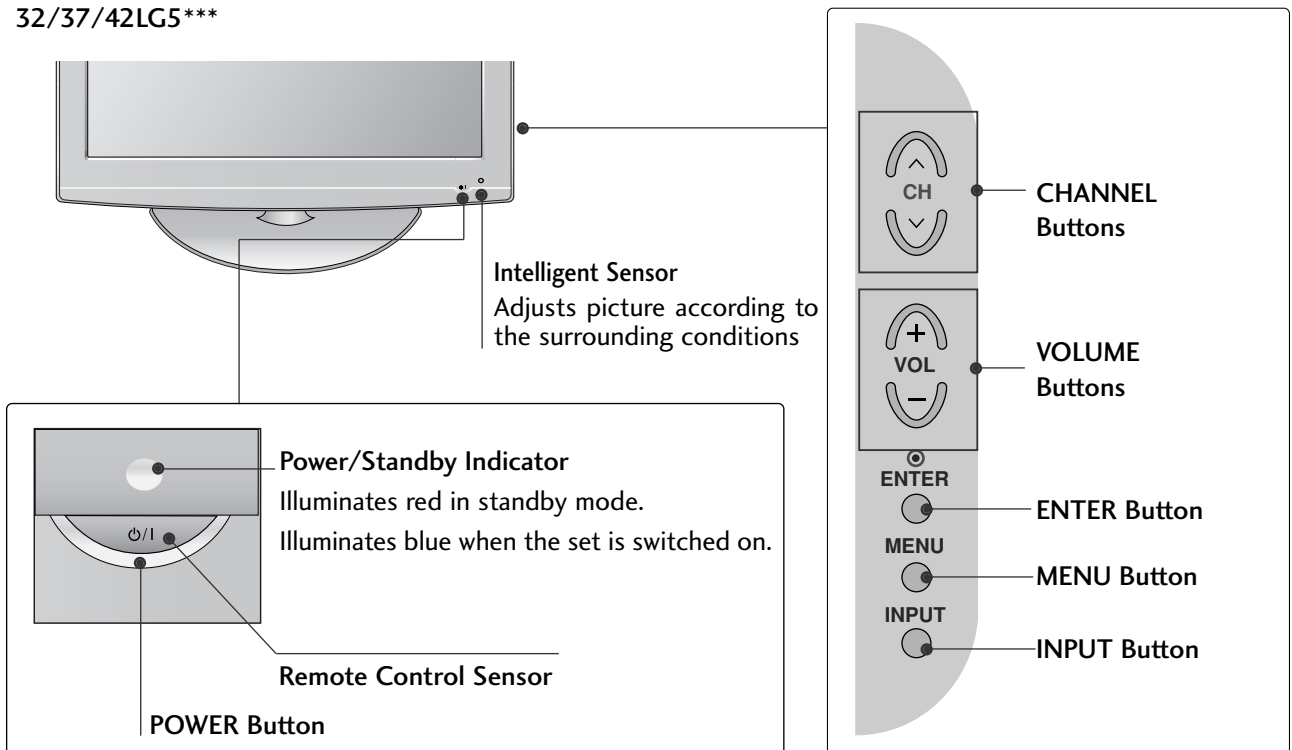 32/37/42LG5***
Intelligent Sensor
Adjusts picture according to
the surrounding conditions
Power/Standby Indicator
Illuminates red in standby mode.
Illuminates blue when the set is switched on.
⏻/I
Remote Control Sensor
POWER Button
CH
CHANNEL
Buttons
+
VOL
-
VOLUME
Buttons
ENTER
ENTER Button
MENU
MENU Button
INPUT
INPUT Button